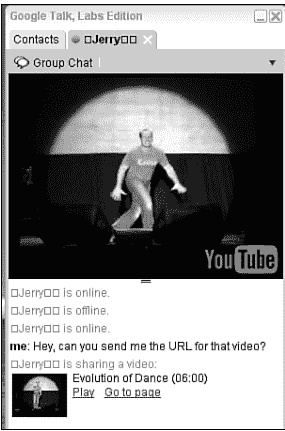 Google Talk, Labs Edition
Contacts
□Jerry□□
Group Chat
YouTube
□Jerry□□ is online.
□Jerry□□ is offline.
□Jerry□□ is online.
me: Hey, can you send me the URL for that video?
□Jerry□□ is sharing a video:
Evolution of Dance (06:00)
Play Go to page